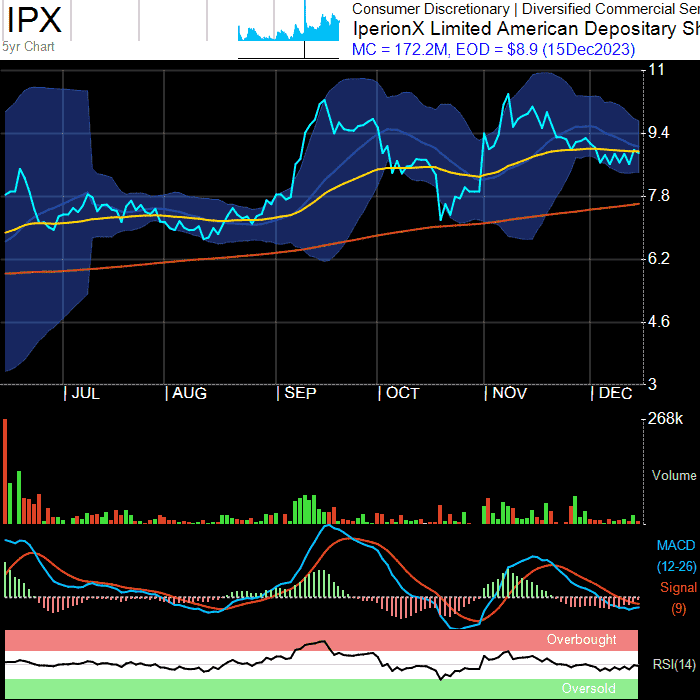 IPX
5yr Chart
Consumer Discretionary | Diversified Commercial Ser
IperionX Limited American Depositary Sh
MC = 172.2M, EOD = $8.9 (15Dec2023)
11
9.4
7.8
6.2
4.6
3
JUL AUG SEP OCT NOV DEC
268k
Volume
MACD
(12-26)
Signal
(9)
Overbought
RSI(14)
Oversold